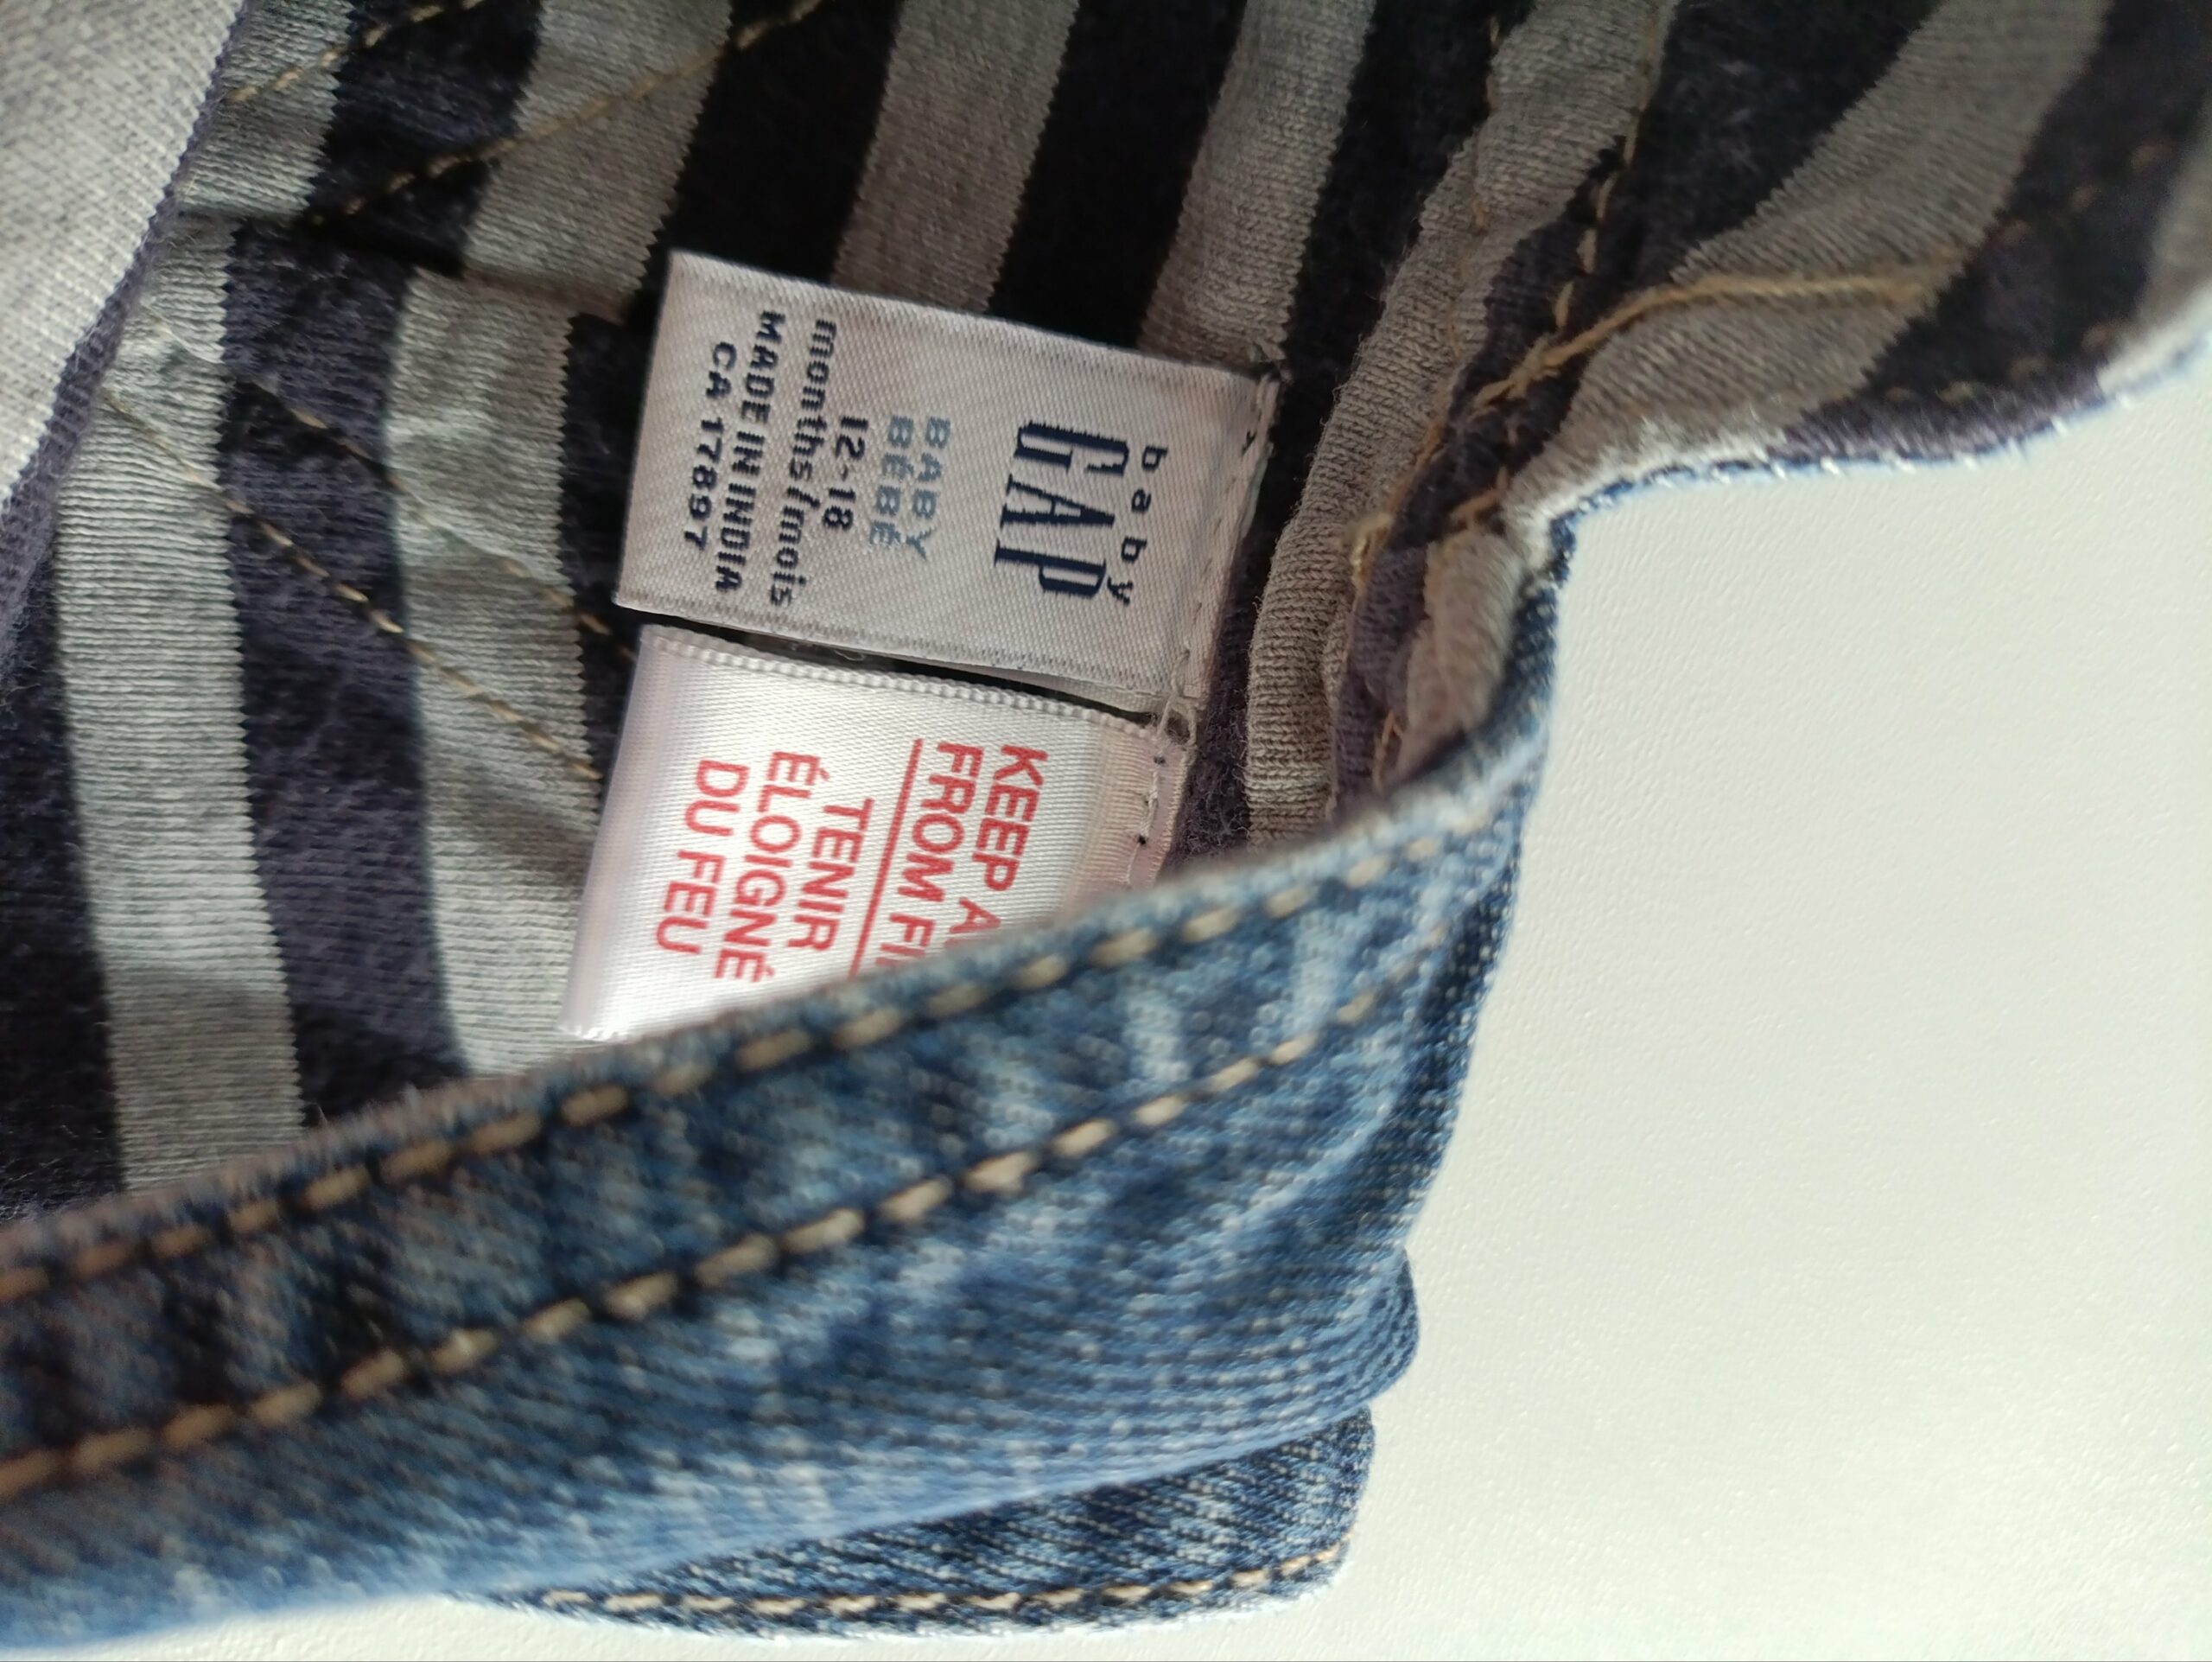 baby
GAP
BABY
BÉBÉ
12-18
months/mois
MADE IN INDIA
CA 17897
KEEP
FROM
TENIR
ÉLOIGNÉ
DU FEU